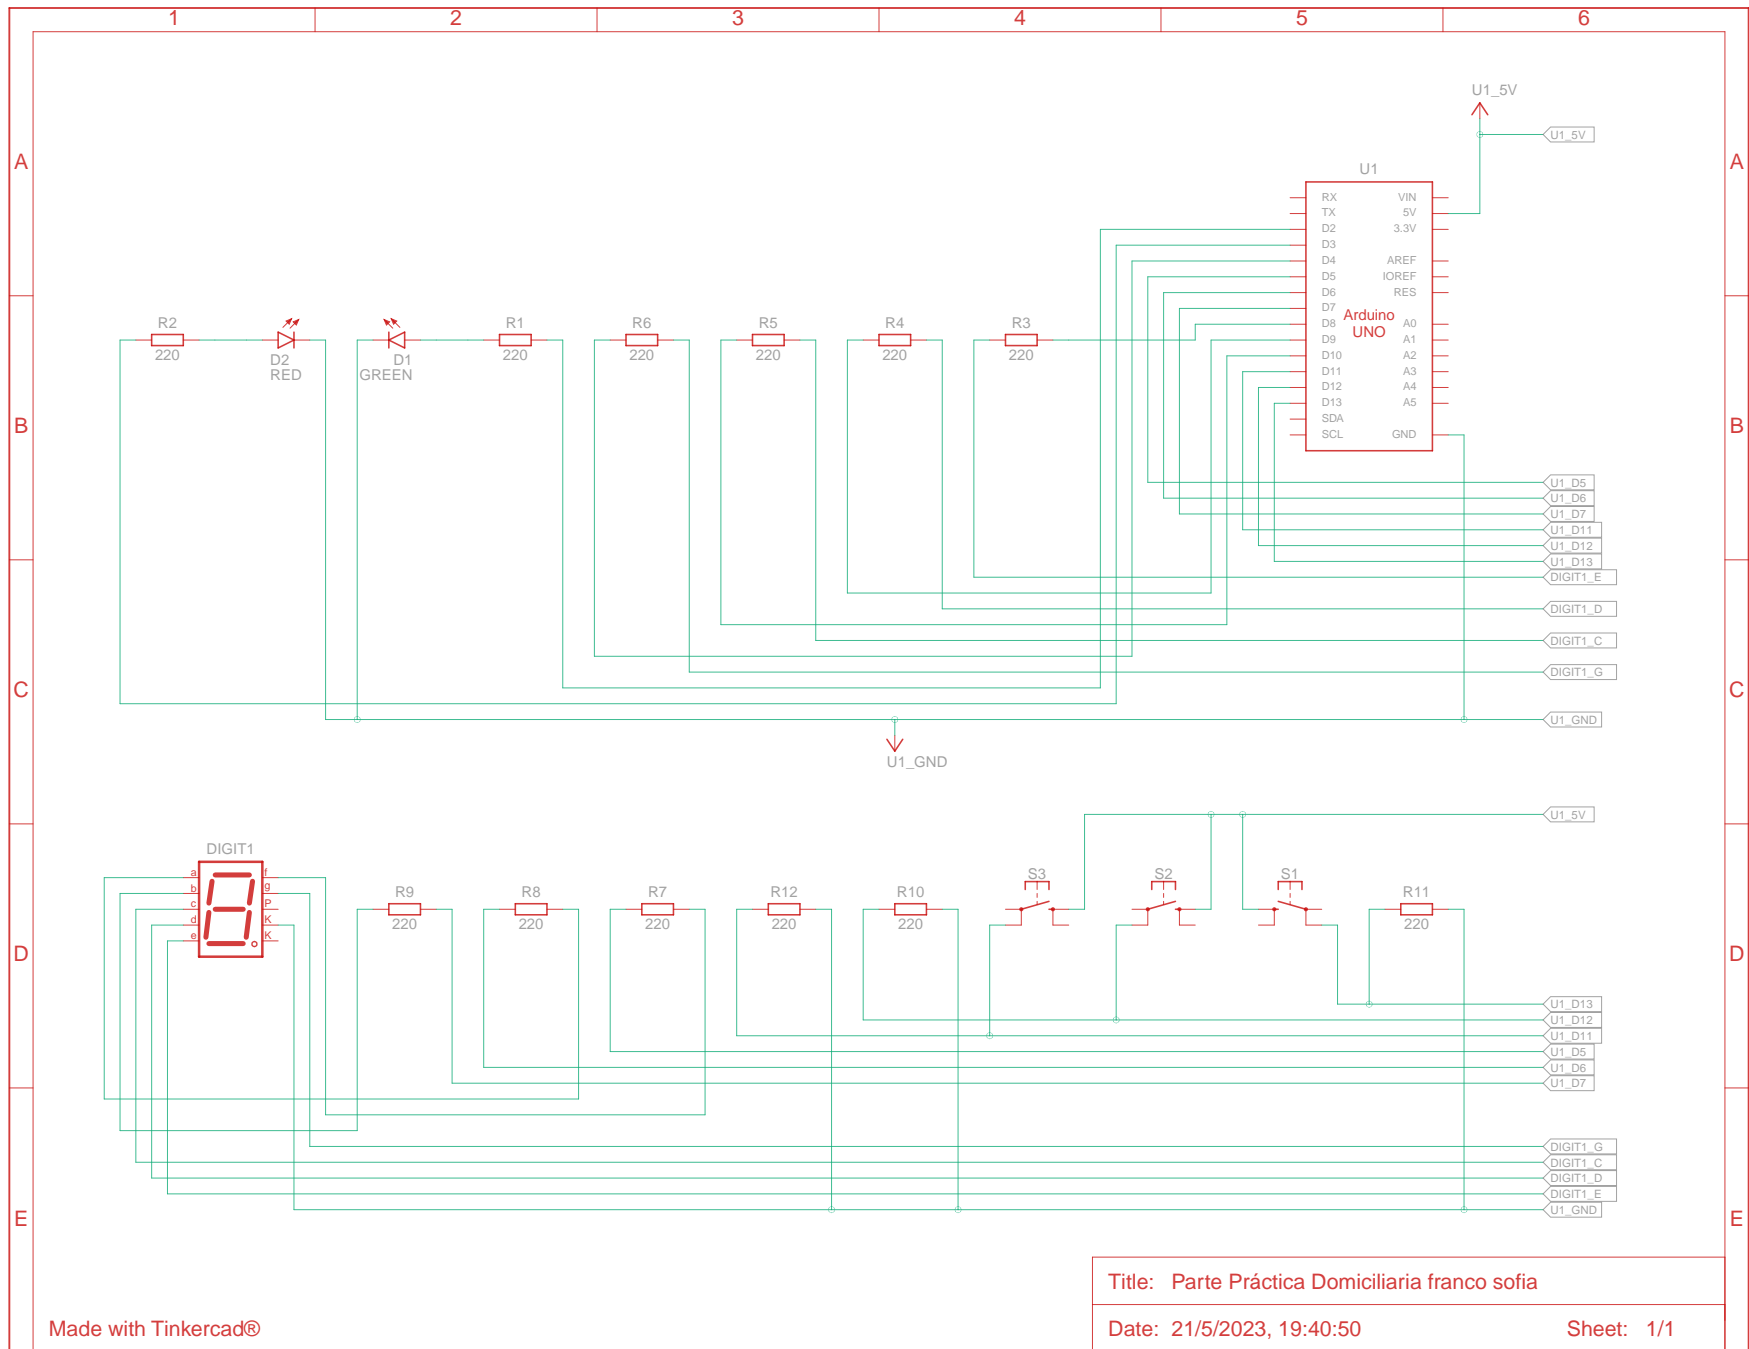 1 2 3 4 5 6
U1_5V
U1_5V
A A
U1
RX VIN
TX 5V
D2 3.3V
D3
D4 AREF
D5 IOREF
D6 RES
D7
Arduino
UNO
D8 A0
D9 A1
D10 A2
D11 A3
D12 A4
D13 A5
SDA
SCL GND
R2 R1 R6 R5 R4 R3
220 D2 D1 220 220 220 220 220
RED GREEN
B B
U1_D5
U1_D6
U1_D7
U1_D11
U1_D12
U1_D13
DIGIT1_E
DIGIT1_D
DIGIT1_C
DIGIT1_G
C C
U1_GND
U1_GND
U1_5V
DIGIT1
a f
b g
c P
d K
e K
R9 R8 R7 R12 R10 S3 S2 S1 R11
220 220 220 220 220 220
D D
U1_D13
U1_D12
U1_D11
U1_D5
U1_D6
U1_D7
DIGIT1_G
DIGIT1_C
DIGIT1_D
DIGIT1_E
U1_GND
E E
Title: Parte Práctica Domiciliaria franco sofia
Made with Tinkercad®
Date: 21/5/2023, 19:40:50 Sheet: 1/1